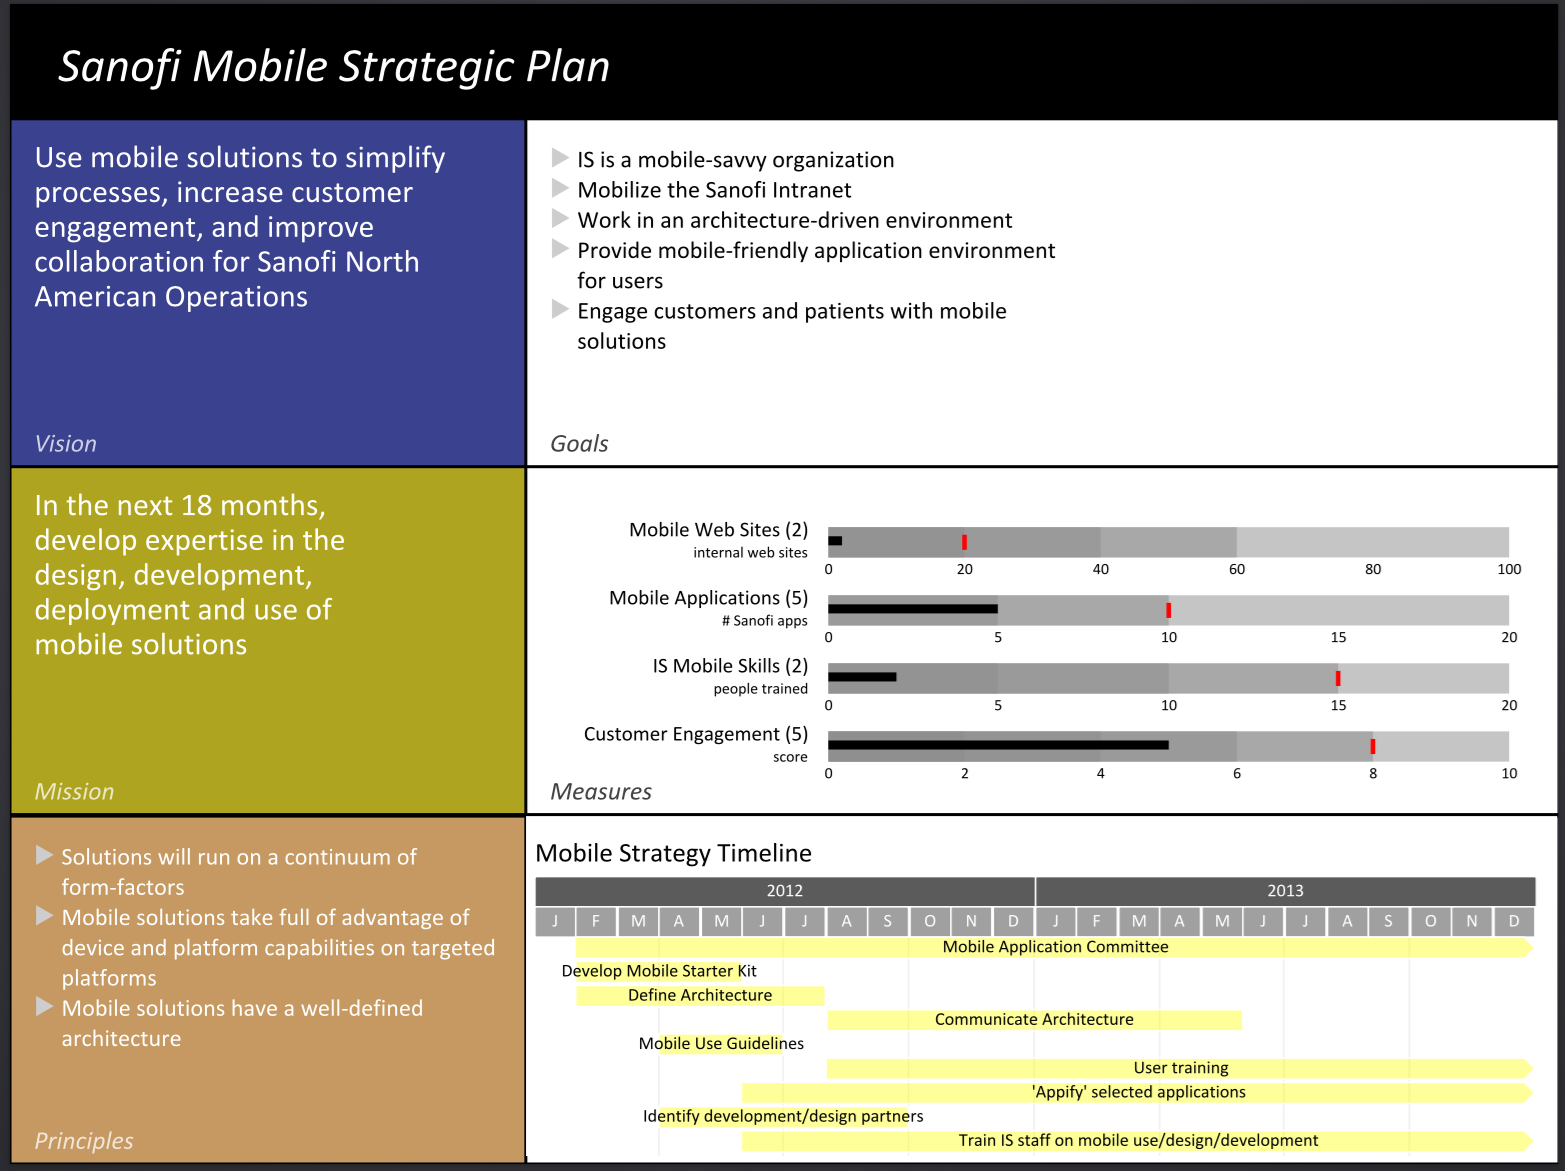 Sanofi Mobile Strategic Plan
Use mobile solutions to simplify
processes, increase customer
engagement, and improve
collaboration for Sanofi North
American Operations
Vision
IS is a mobile-savvy organization
Mobilize the Sanofi Intranet
Work in an architecture-driven environment
Provide mobile-friendly application environment
for users
Engage customers and patients with mobile
solutions
Goals
In the next 18 months,
develop expertise in the
design, development,
deployment and use of
mobile solutions
Mission
Mobile Web Sites (2)
internal web sites
0 20 40 60 80 100
Mobile Applications (5)
# Sanofi apps
0 5 10 15 20
IS Mobile Skills (2)
people trained
0 5 10 15 20
Customer Engagement (5)
score
0 2 4 6 8 10
Measures
Solutions will run on a continuum of
form-factors
Mobile solutions take full of advantage of
device and platform capabilities on targeted
platforms
Mobile solutions have a well-defined
architecture
Principles
Mobile Strategy Timeline
2012 2013
J F M A M J J A S O N D J F M A M J J A S O N D
Mobile Application Committee
Develop Mobile Starter Kit
Define Architecture
Communicate Architecture
Mobile Use Guidelines
User training
'Appify' selected applications
Identify development/design partners
Train IS staff on mobile use/design/development